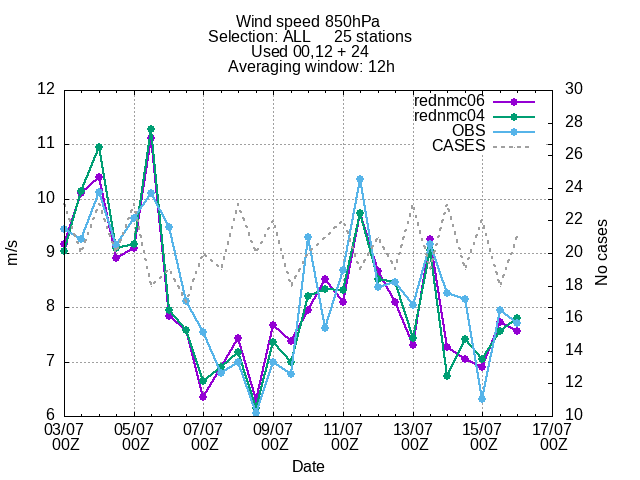 Wind speed 850hPa
Selection: ALL 25 stations
Used 00,12 + 24
Averaging window: 12h
12 30
rednmc06
rednmc04 28
OBS
11 CASES 26
24
10
22
9 20
18
8
16
14
7
12
6 10
m/s
No cases
03/07 05/07 07/07 09/07 11/07 13/07 15/07 17/07
00Z 00Z 00Z 00Z 00Z 00Z 00Z 00Z
Date